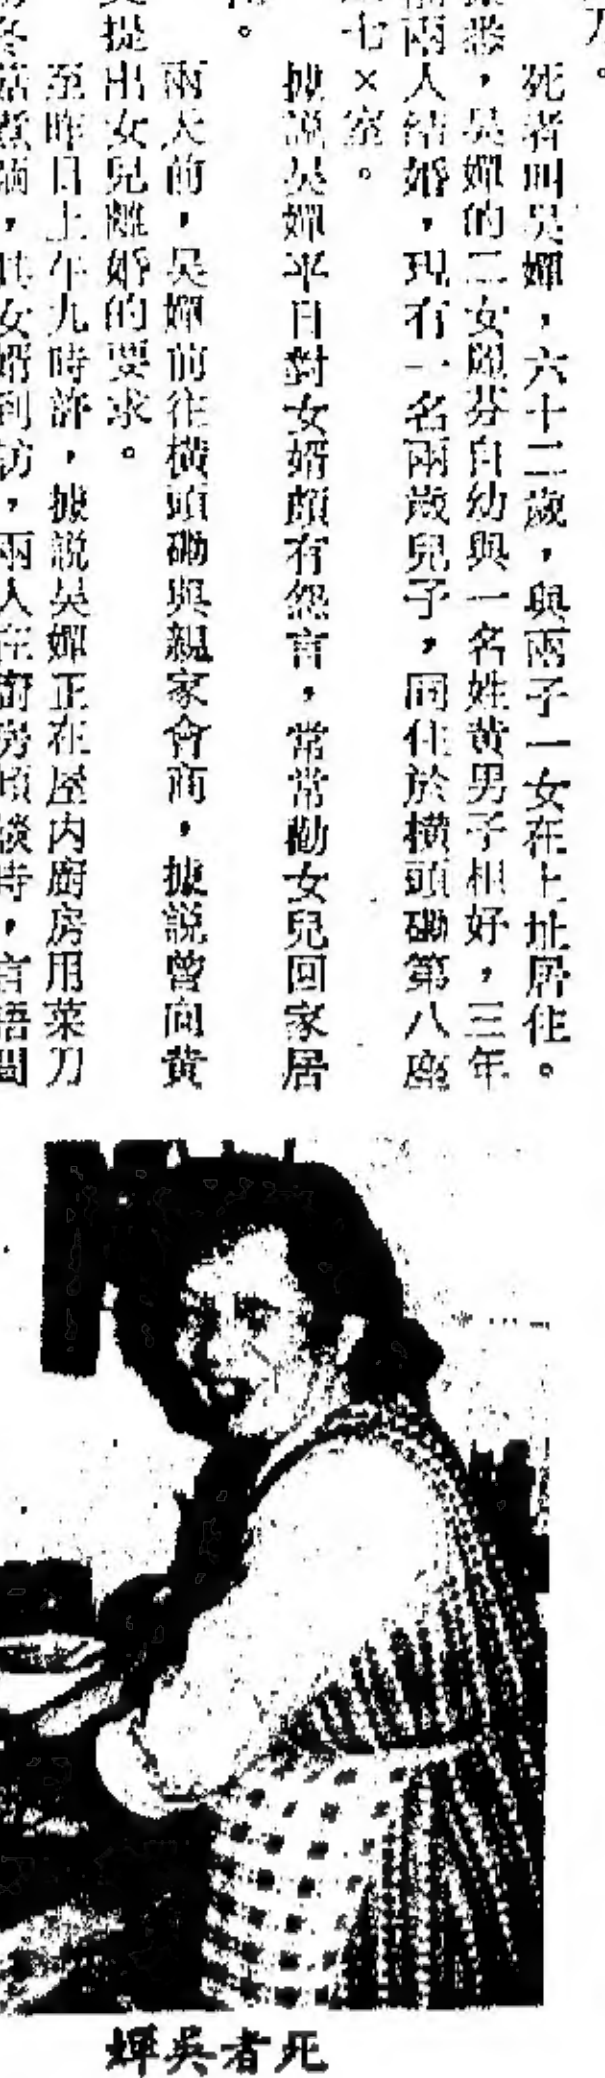 刀。
死者叫吳嬋,六十二歲,與兩子一女在上址居住。
悉,吳嬋的二女顯芬自幼與一名姓黃男子相好,三年
前兩人結婚,現有一名兩歲兒子,同住於橫頭磡第八座
七×室。
據說吳嬋平日對女婿頗有怨言,常常勸女兒回家居
。
兩天前,吳嬋前往橫頭磡與親家會商,據說曾向黃
提出女兒離婚的要求。
至昨日上午九時許,據說吳嬋正在屋內廚房用菜刀
冬菇煮湯,其女婿到訪,兩人在廚房傾談時,言語間
死者吳嬋